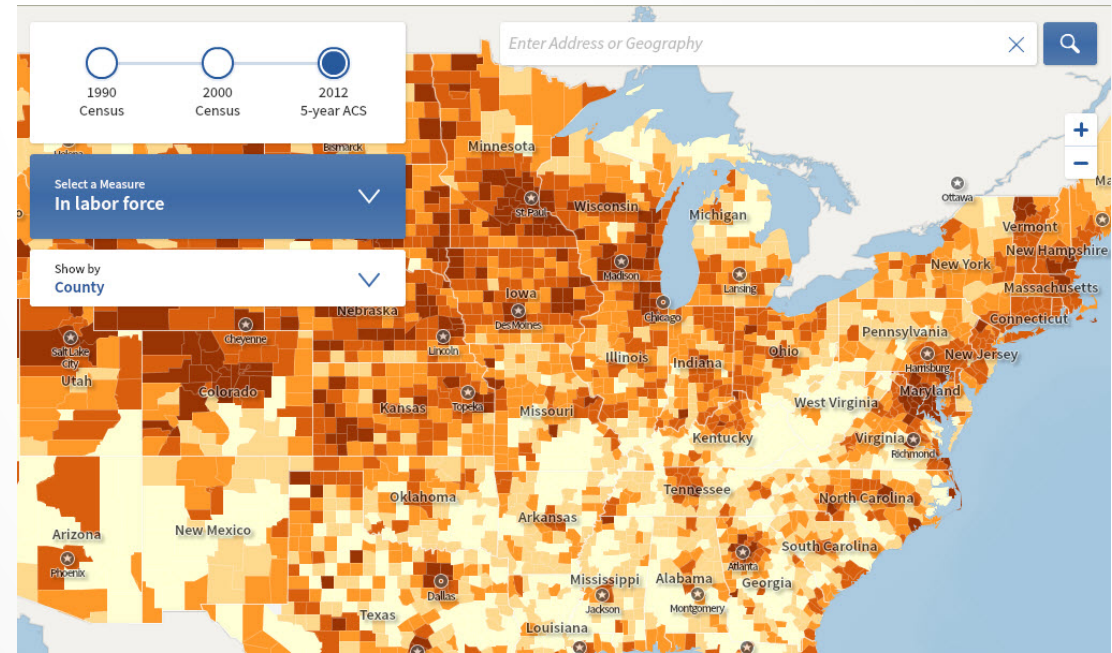 Enter Address or Geography
1990
Census
2000
Census
2012
5-year ACS
Select a Measure
In labor force
Show by
County
Helena
Bismarck
Minnesota
St. Paul
Wisconsin
Michigan
Ottawa
Vermont
New Hampshire
New York
Massachusetts
Connecticut
Madison
Lansing
Iowa
Des Moines
Chicago
Nebraska
Cheyenne
Lincoln
Salt Lake
City
Utah
Colorado
Illinois
Indiana
Ohio
Pennsylvania
Harrisburg
New Jersey
Maryland
Kansas
Topeka
Missouri
West Virginia
Kentucky
Virginia
Richmond
Oklahoma
Tennessee
North Carolina
Arkansas
Arizona
New Mexico
South Carolina
Phoenix
Atlanta
Dallas
Mississippi
Alabama
Georgia
Jackson
Montgomery
Texas
Louisiana